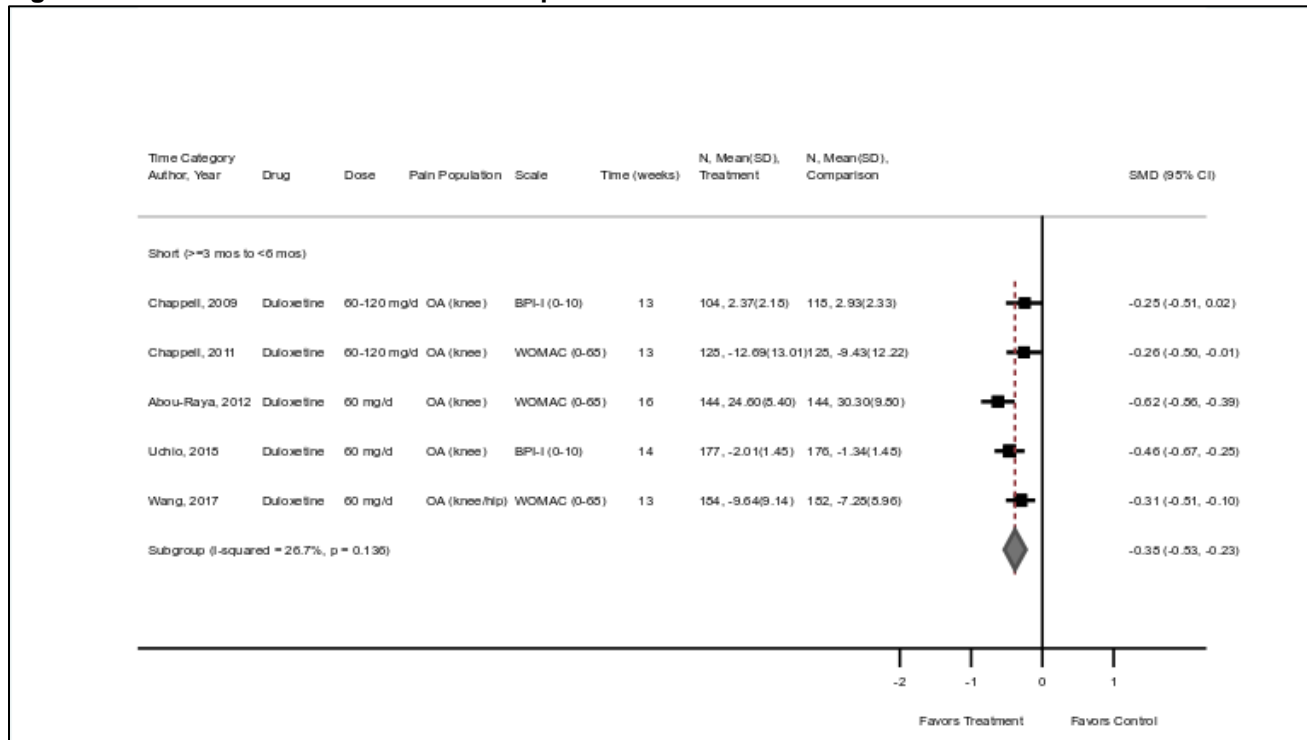 Time Category
Author, Year Drug Dose Pain Population Scale Time (weeks) N, Mean(SD), Treatment N, Mean(SD), Comparison SMD (95% CI)
Short (>=3 mos to <6 mos)
Chappell, 2009 Duloxetine 60-120 mg/d OA (knee) BPI-I (0-10) 13 104, 2.37(2.15) 115, 2.93(2.33) -0.25 (-0.51, 0.02)
Chappell, 2011 Duloxetine 60-120 mg/d OA (knee) WOMAC (0-68) 13 128, -12.69(13.01) 128, -9.43(12.22) -0.26 (-0.50, -0.01)
Abou-Raya, 2012 Duloxetine 60 mg/d OA (knee) WOMAC (0-68) 16 144, 24.60(8.40) 144, 30.30(9.80) -0.62 (-0.86, -0.39)
Uchio, 2018 Duloxetine 60 mg/d OA (knee) BPI-I (0-10) 14 177, -2.01(1.45) 176, -1.34(1.45) -0.46 (-0.67, -0.25)
Wang, 2017 Duloxetine 60 mg/d OA (knee/hip) WOMAC (0-68) 13 184, -9.64(9.14) 182, -7.25(5.96) -0.31 (-0.51, -0.10)
Subgroup (I-squared = 26.7%, p = 0.136) -0.38 (-0.53, -0.23)
-2 -1 0 1
Favors Treatment Favors Control